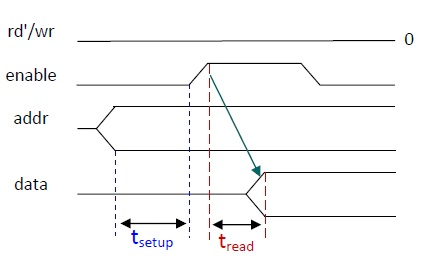 rd'/wr
0
enable
addr
data
tsetup
tread